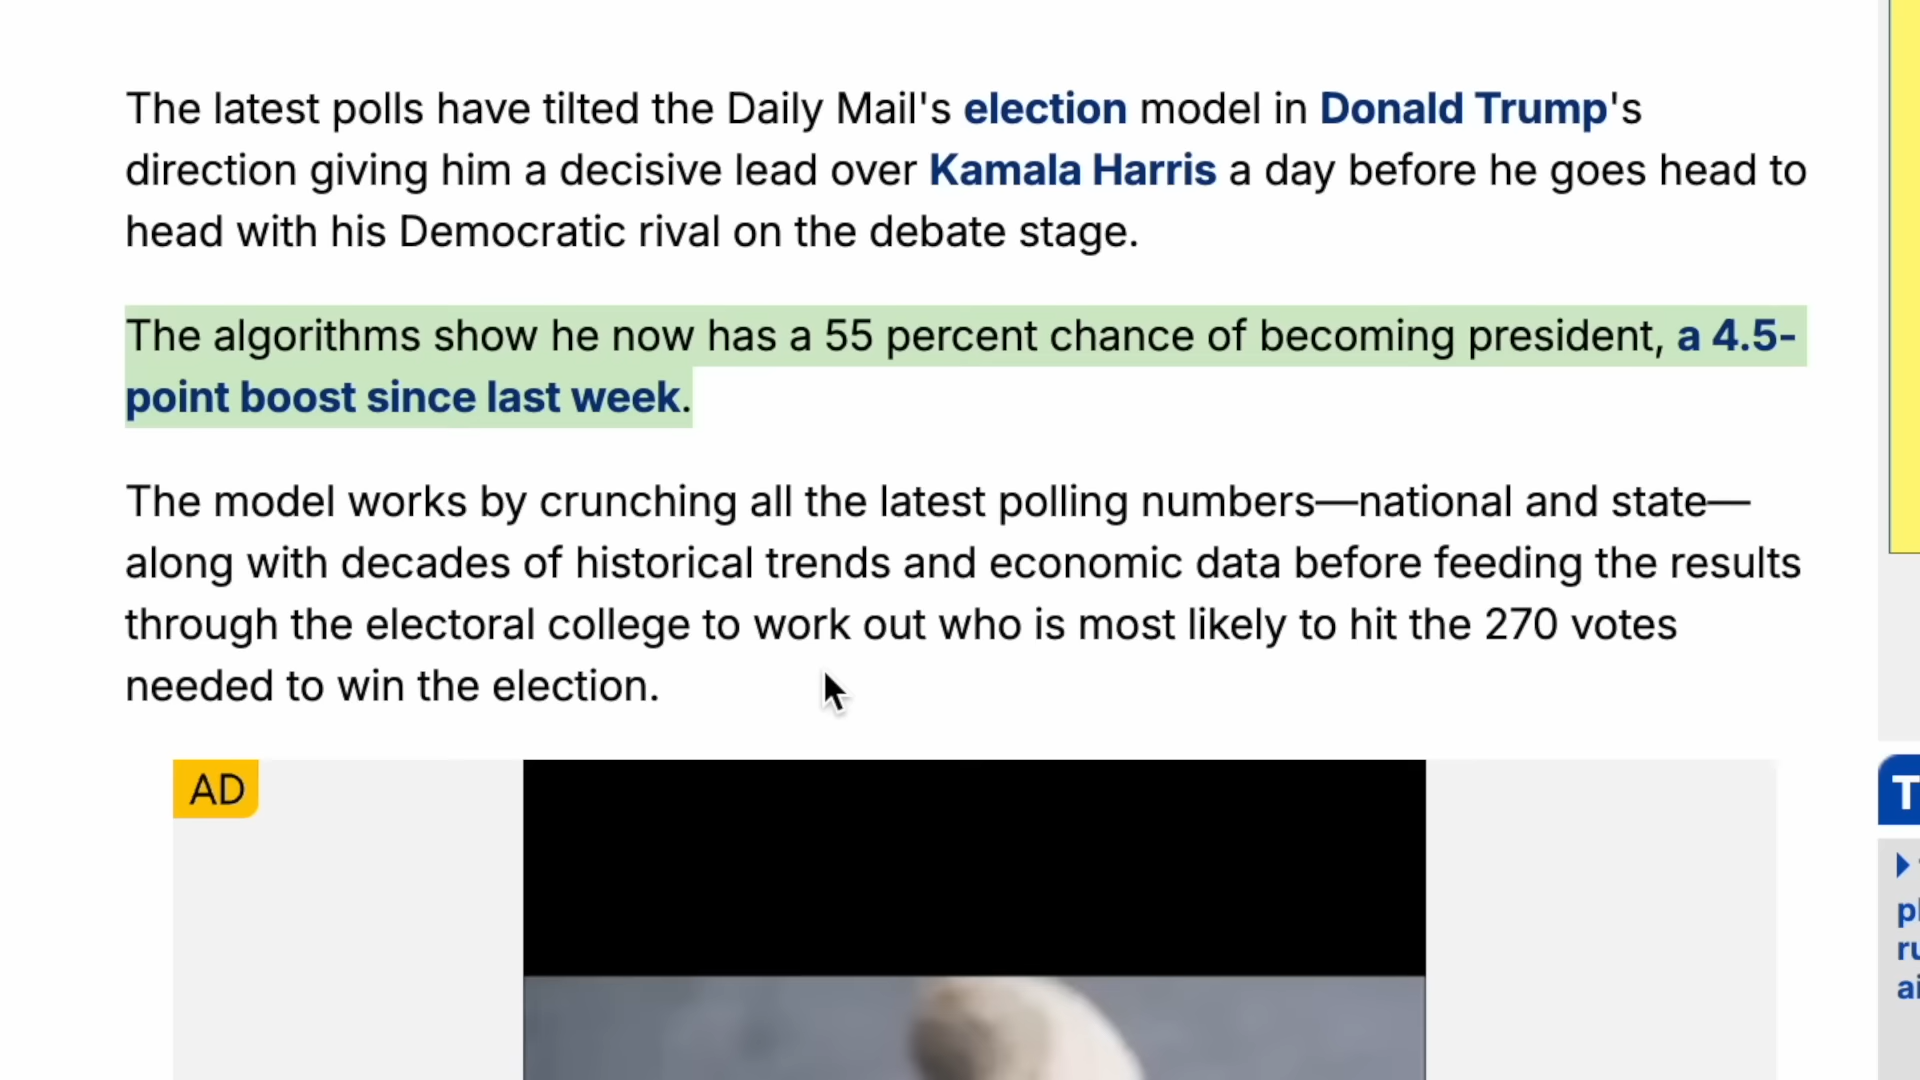 The latest polls have tilted the Daily Mail's election model in Donald Trump's
direction giving him a decisive lead over Kamala Harris a day before he goes head to
head with his Democratic rival on the debate stage.
The algorithms show he now has a 55 percent chance of becoming president, a 4.5-
point boost since last week.
The model works by crunching all the latest polling numbers—national and state—
along with decades of historical trends and economic data before feeding the results
through the electoral college to work out who is most likely to hit the 270 votes
needed to win the election.
AD